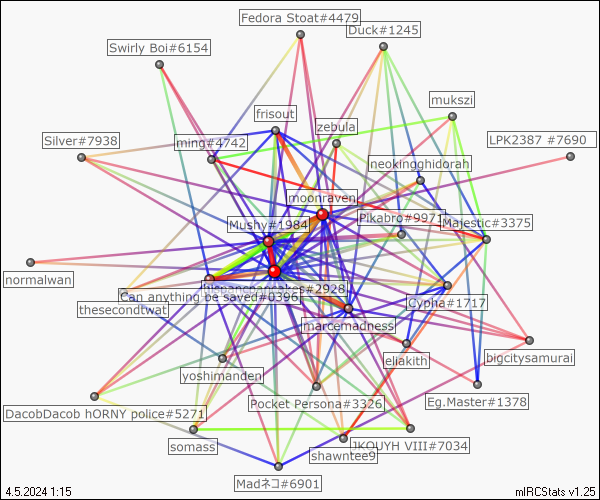 Fedora Stoat#4479
Duck#1245
Swirly Boi#6154
mukszi
frisout
zebula
Silver#7938
ming#4742
LPK2387 #7690
neokingghidorah
moonraven
Mushy#1984
Pikabro#9971
Majestic#3375
normalwan
#2928
Can anything be saved#0396
Cypha#1717
thesecondtwat
marcemadness
eliakith
bigcitysamurai
yoshimanden
Pocket Persona#3326
Eg.Master#1378
DacobDacob hORNY police#5271
somass
JKOUYH VIII#7034
shawntee9
Madネコ#6901
4.5.2024 1:15
mIRCStats v1.25